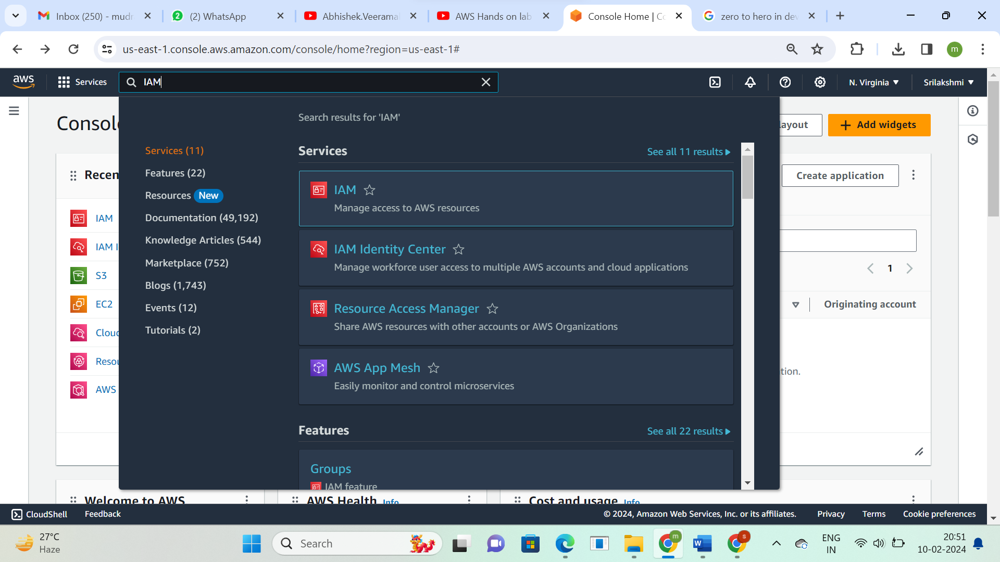 Inbox (250) - mudr
2
(2) WhatsApp
Abhishek.Veeramal
AWS Hands on lab
Console Home | Co
zero to hero in dev
us-east-1.console.aws.amazon.com/console/home?region=us-east-1#
m
aws
Services
IAM
N. Virginia
Srilakshmi
Search results for 'IAM'
Consol
layout
Add widgets
Services (11)
Features (22)
Resources New
Documentation (49,192)
Knowledge Articles (544)
Marketplace (752)
Blogs (1,743)
Events (12)
Tutorials (2)
Services
See all 11 results
IAM
Manage access to AWS resources
IAM Identity Center
Manage workforce user access to multiple AWS accounts and cloud applications
Resource Access Manager
Share AWS resources with other accounts or AWS Organizations
AWS App Mesh
Easily monitor and control microservices
Features
See all 22 results
Groups
IAM feature
Recen
IAM
IAM I
S3
EC2
Cloud
Resou
AWS
Create application
1
Originating account
tion.
Welcome to AWS
AWS Health Info
Cost and usage Info
CloudShell
Feedback
© 2024, Amazon Web Services, Inc. or its affiliates.
Privacy
Terms
Cookie preferences
27°C
Haze
Search
m
W
s
ENG
IN
20:51
10-02-2024